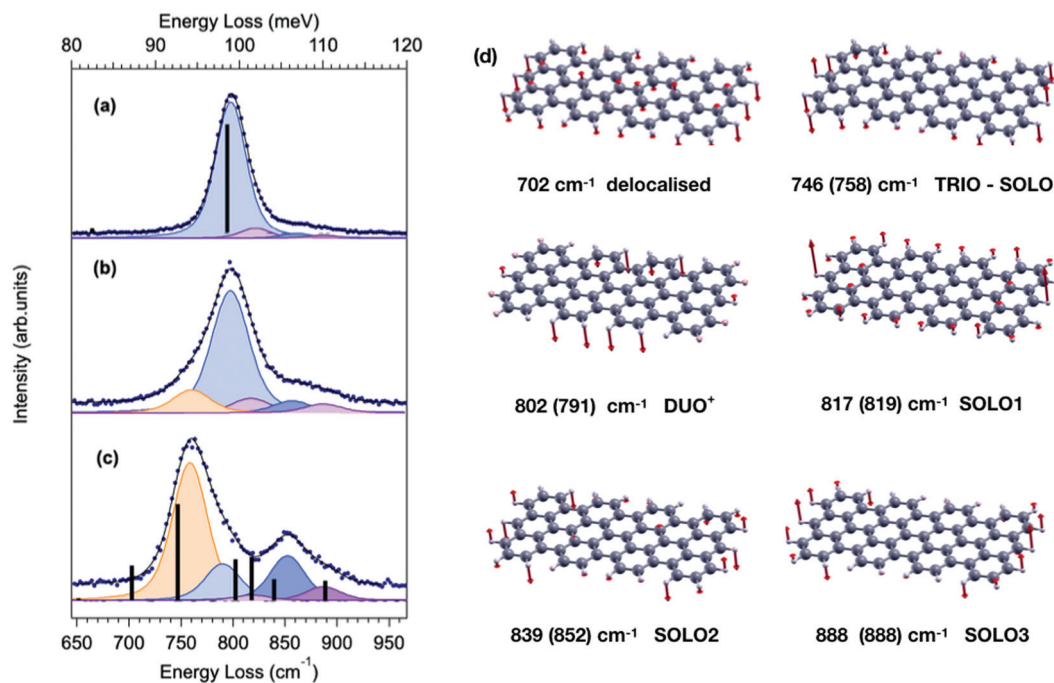 Energy Loss (meV)
80 90 100 110 120
(a)
(b)
(c)
Intensity (arb.units)
650 700 750 800 850 900 950
Energy Loss (cm⁻¹)
(d)
702 cm⁻¹ delocalised
746 (758) cm⁻¹ TRIO - SOLO
802 (791) cm⁻¹ DUO⁺
817 (819) cm⁻¹ SOLO1
839 (852) cm⁻¹ SOLO2
888 (888) cm⁻¹ SOLO3